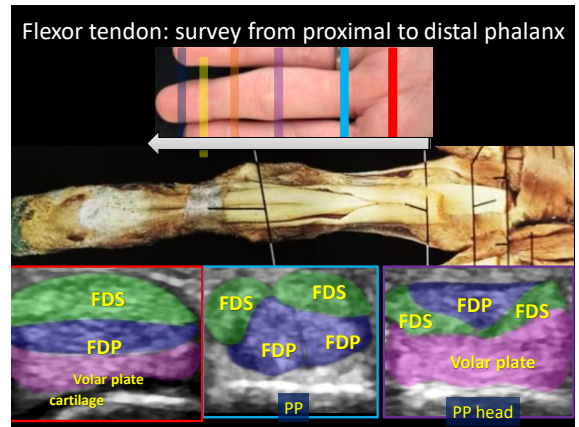 Flexor tendon: survey from proximal to distal phalanx
FDS
FDP
Volar plate
cartilage
FDS
FDS
FDP
FDP
PP
FDP
FDS
FDS
Volar plate
PP head